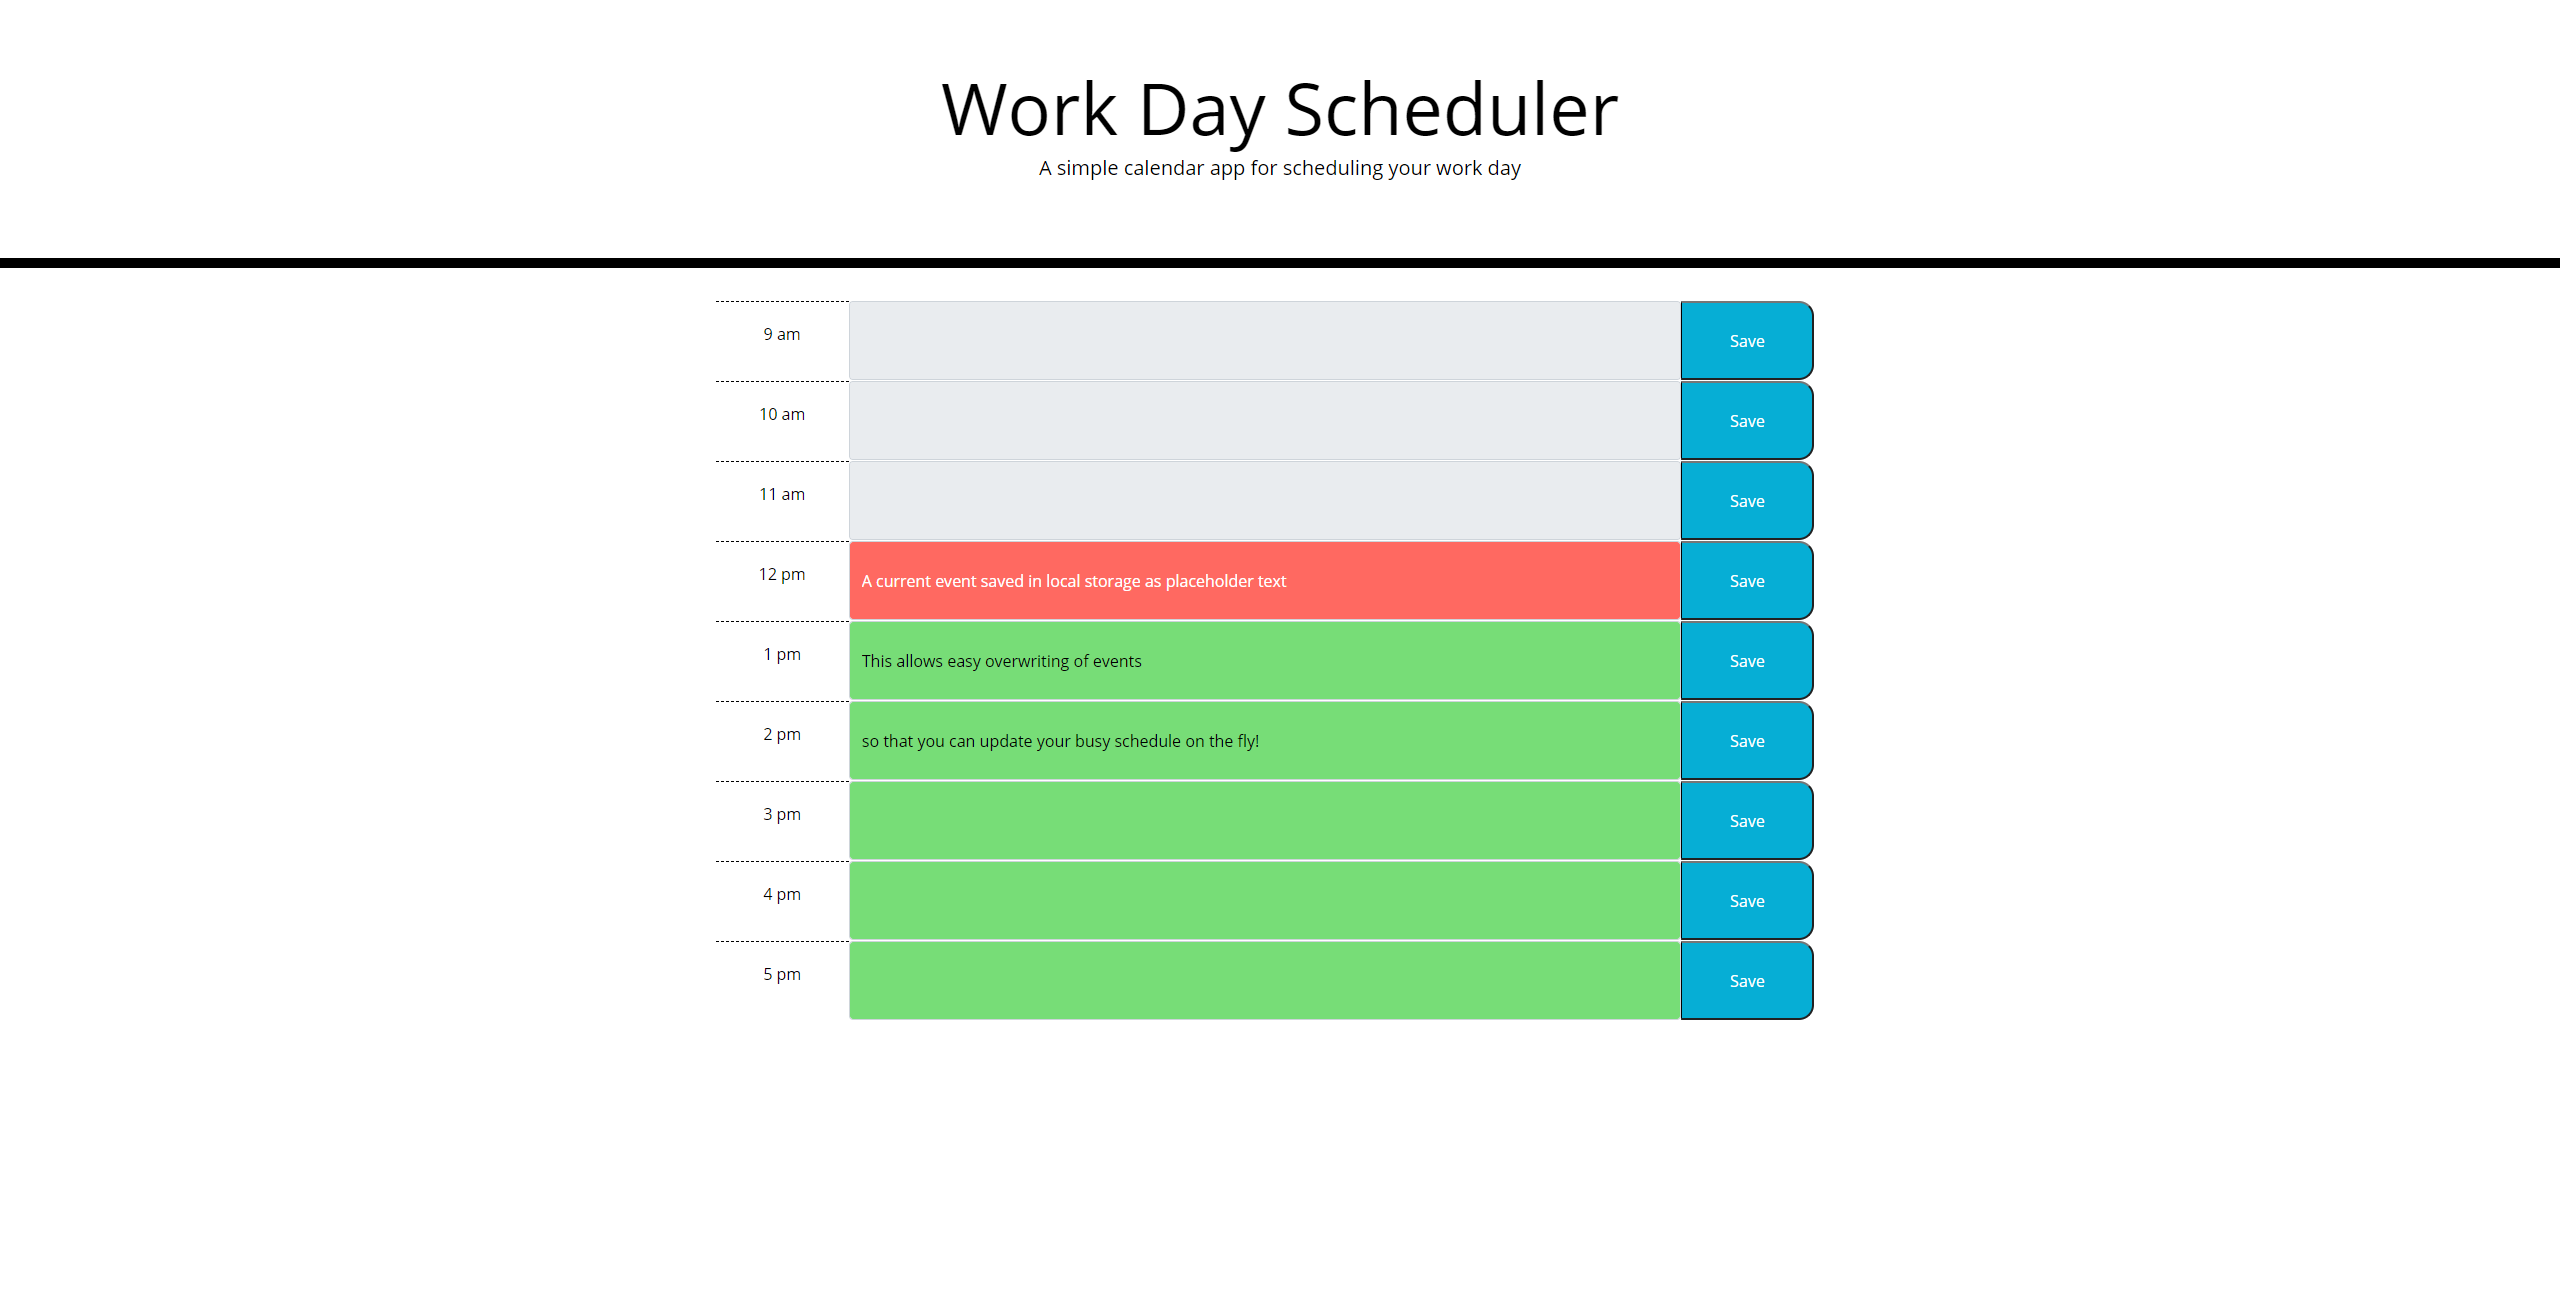 Work Day Scheduler
A simple calendar app for scheduling your work day
9 am
Save
10 am
Save
11 am
Save
12 pm
A current event saved in local storage as placeholder text
Save
1 pm
This allows easy overwriting of events
Save
2 pm
so that you can update your busy schedule on the fly!
Save
3 pm
Save
4 pm
Save
5 pm
Save